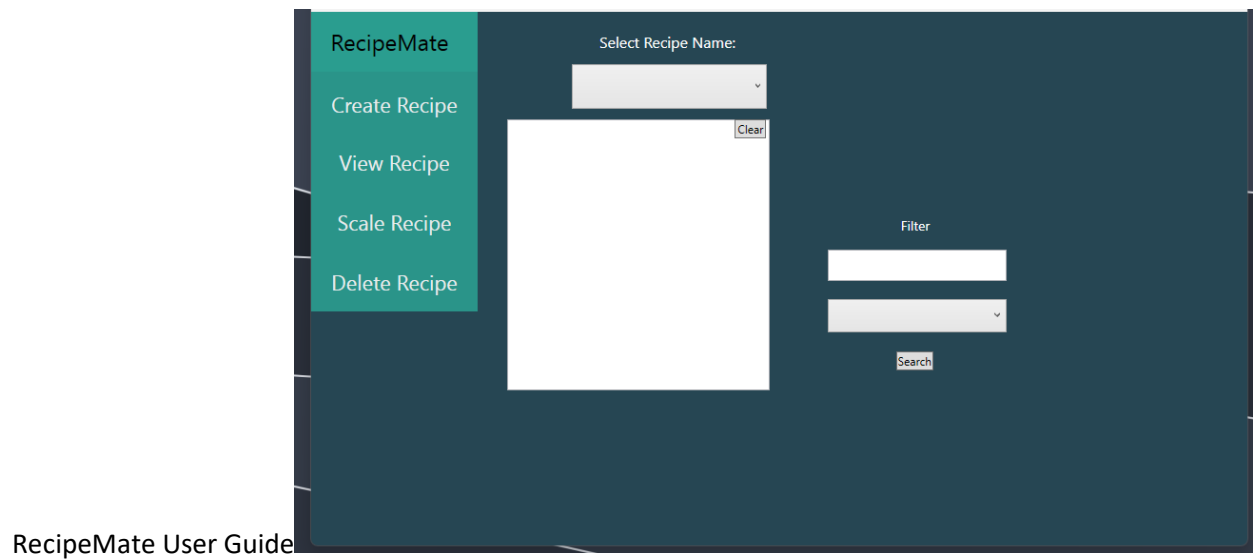 RecipeMate
Create Recipe
View Recipe
Scale Recipe
Delete Recipe
Select Recipe Name:
Clear
Filter
Search
RecipeMate User Guide